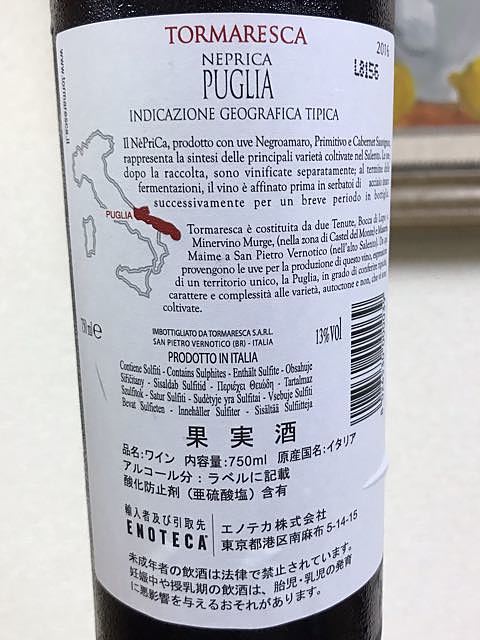 TORMARESCA
2016
NEPRICA
PUGLIA
L8156
INDICAZIONE GEOGRAFICA TIPICA
www.tormaresca.it
Il NèPriCa, prodotto con uve Negroamaro, Primitivo e Cabernet Sauvignon,
rappresenta la sintesi delle principali varietà coltivate nel Salento. Le uve,
dopo la raccolta, sono vinificate separatamente; al termine delle
fermentazioni, il vino è affinato prima in serbatoi di acciaio
successivamente per un breve periodo in bottiglia.
PUGLIA
Tormaresca è costituita da due Tenute, Bocca di Lupo a
Minervino Murge, (nella zona di Castel del Monte) e Masseria
Maime a San Pietro Vernotico (nell'alto Salento). Da
provengono le uve per la produzione di questo vino, espressione
di un territorio unico, la Puglia, in grado di conferire
carattere e complessità alle varietà, autoctone e non, che
coltivate.
750 ml e
IMBOTTIGLIATO DA TORMARESCA S.A.R.L.
SAN PIETRO VERNOTICO (BR) - ITALIA
13% vol
PRODOTTO IN ITALIA
Contiene Solfiti - Contains Sulphites - Enthält Sulfite - Obsahuje
Siřičitany - Sisaldab Sulfitid - Περιέχει Θειώδη - Tartalmaz
Szulfitok - Satur Sulfīti - Sudėtyje yra Sulfitai - Vsebuje Sulfiti
Bevat Sulfieten - Innehåller Sulfiter - Sisältää Sulfiitteja
果実酒
品名:ワイン 内容量:750ml 原産国名:イタリア
アルコール分:ラベルに記載
酸化防止剤(亜硫酸塩)含有
輸入者及び引取先
ENOTECA
エノテカ株式会社
東京都港区南麻布 5-14-15
未成年者の飲酒は法律で禁止されています。
妊娠中や授乳期の飲酒は、胎児・乳児の発育
に悪影響を与えるおそれがあります。